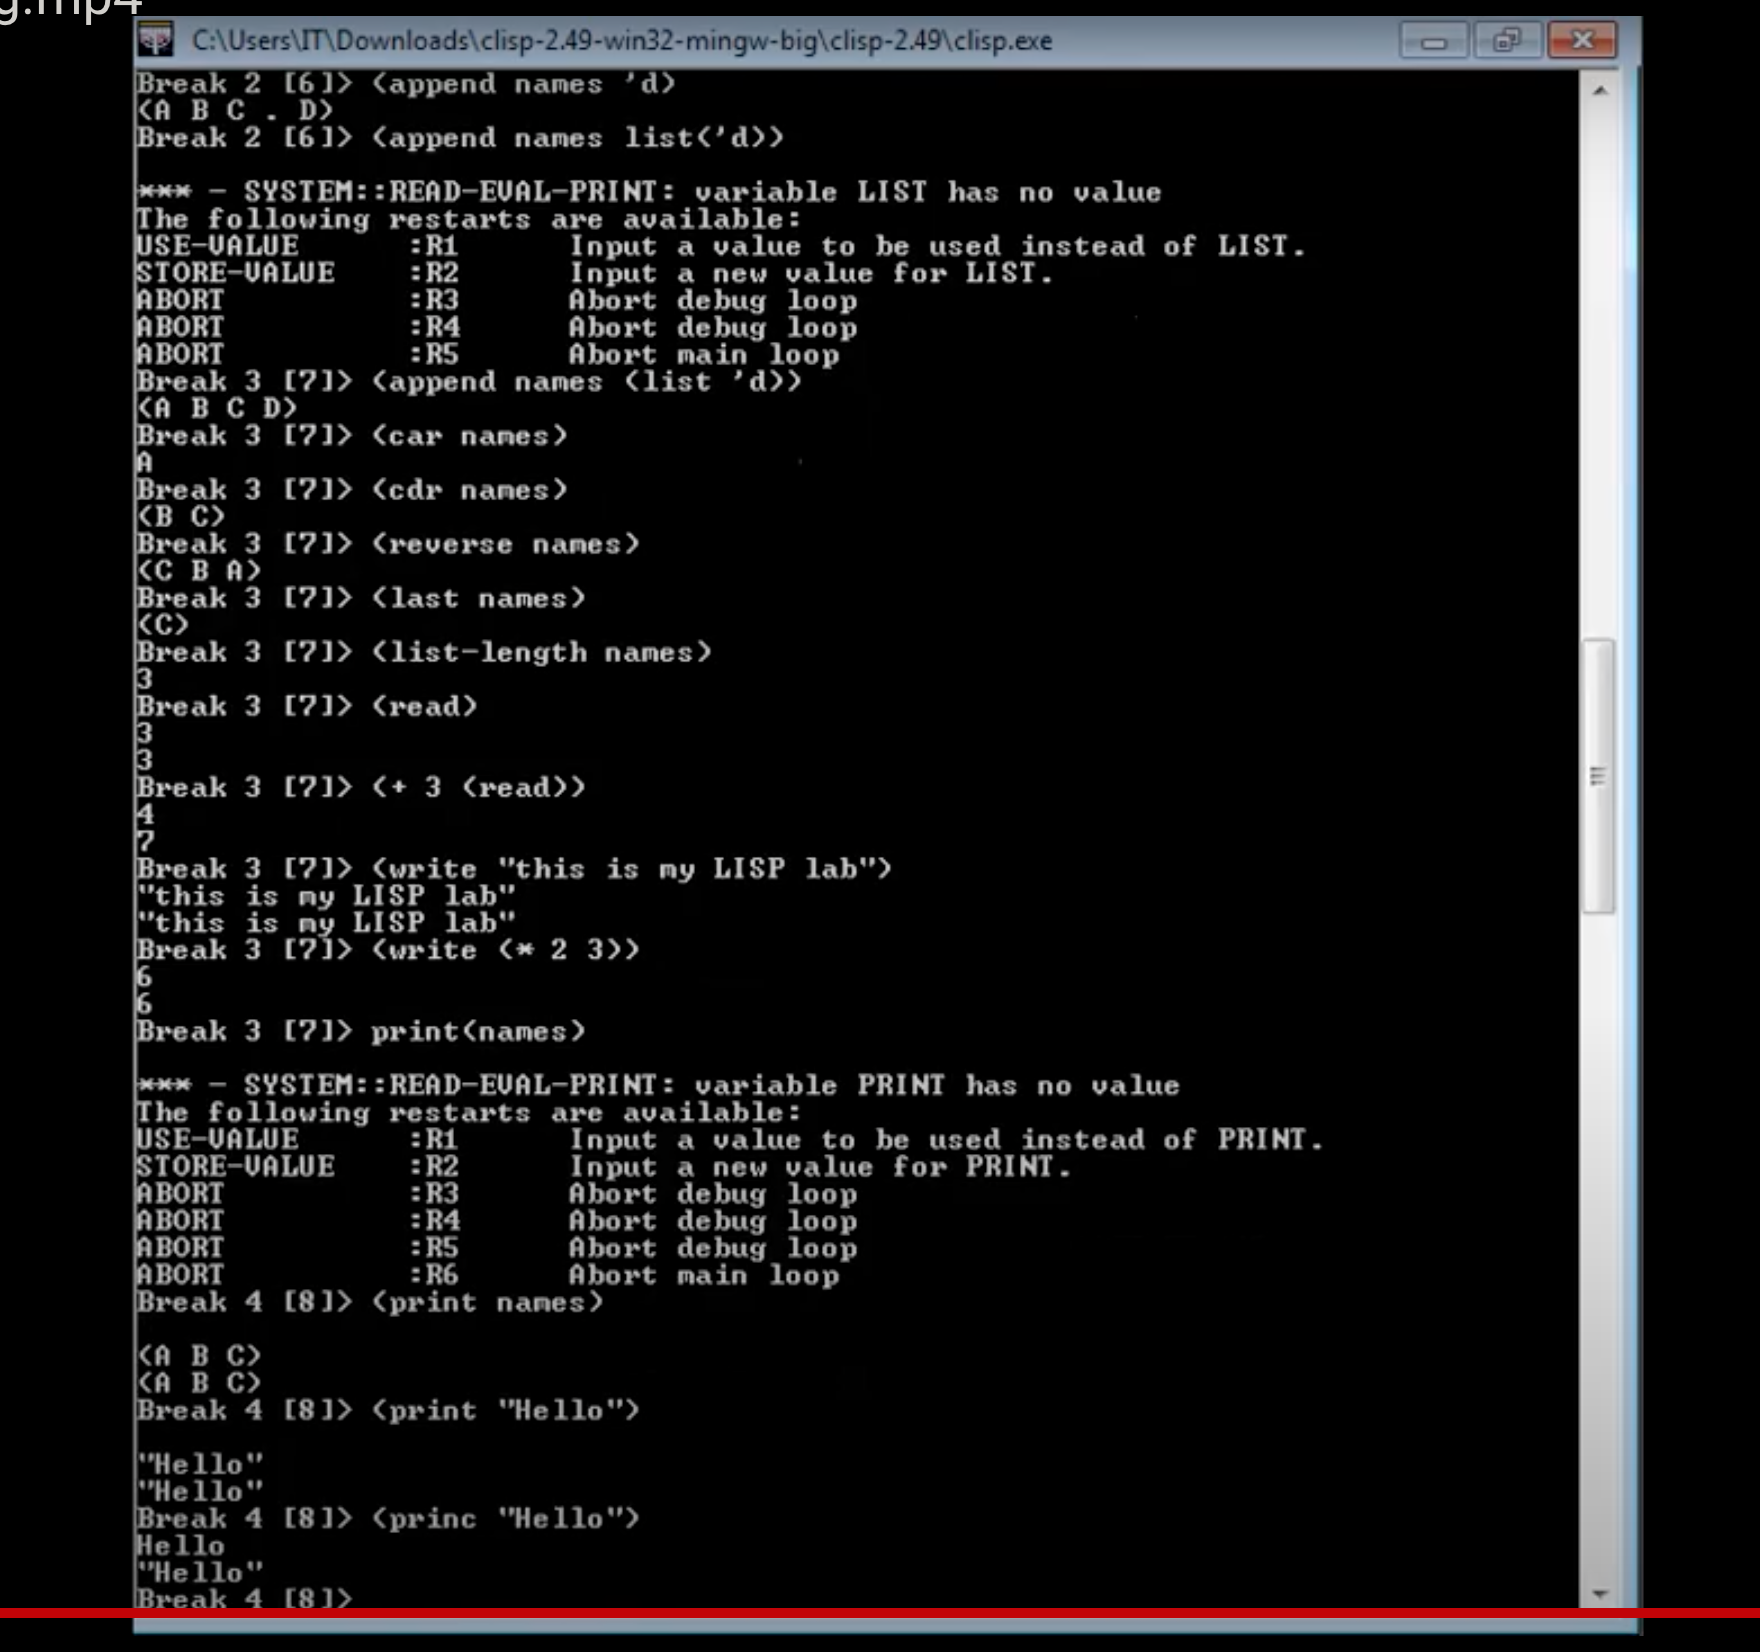 g.mp4
C:\Users\IT\Downloads\clisp-2.49-win32-mingw-big\clisp-2.49\clisp.exe
Break 2 [6]> (append names 'd)
(A B C . D)
Break 2 [6]> (append names list('d))
*** - SYSTEM::READ-EVAL-PRINT: variable LIST has no value
The following restarts are available:
USE-VALUE :R1 Input a value to be used instead of LIST.
STORE-VALUE :R2 Input a new value for LIST.
ABORT :R3 Abort debug loop
ABORT :R4 Abort debug loop
ABORT :R5 Abort main loop
Break 3 [7]> (append names (list 'd))
(A B C D)
Break 3 [7]> (car names)
A
Break 3 [7]> (cdr names)
(B C)
Break 3 [7]> (reverse names)
(C B A)
Break 3 [7]> (last names)
(C)
Break 3 [7]> (list-length names)
3
Break 3 [7]> (read)
3
3
Break 3 [7]> (+ 3 (read))
4
7
Break 3 [7]> (write "this is my LISP lab")
"this is my LISP lab"
"this is my LISP lab"
Break 3 [7]> (write (* 2 3))
6
6
Break 3 [7]> print(names)
*** - SYSTEM::READ-EVAL-PRINT: variable PRINT has no value
The following restarts are available:
USE-VALUE :R1 Input a value to be used instead of PRINT.
STORE-VALUE :R2 Input a new value for PRINT.
ABORT :R3 Abort debug loop
ABORT :R4 Abort debug loop
ABORT :R5 Abort debug loop
ABORT :R6 Abort main loop
Break 4 [8]> (print names)
(A B C)
(A B C)
Break 4 [8]> (print "Hello")
"Hello"
"Hello"
Break 4 [8]> (princ "Hello")
Hello
"Hello"
Break 4 [8]>